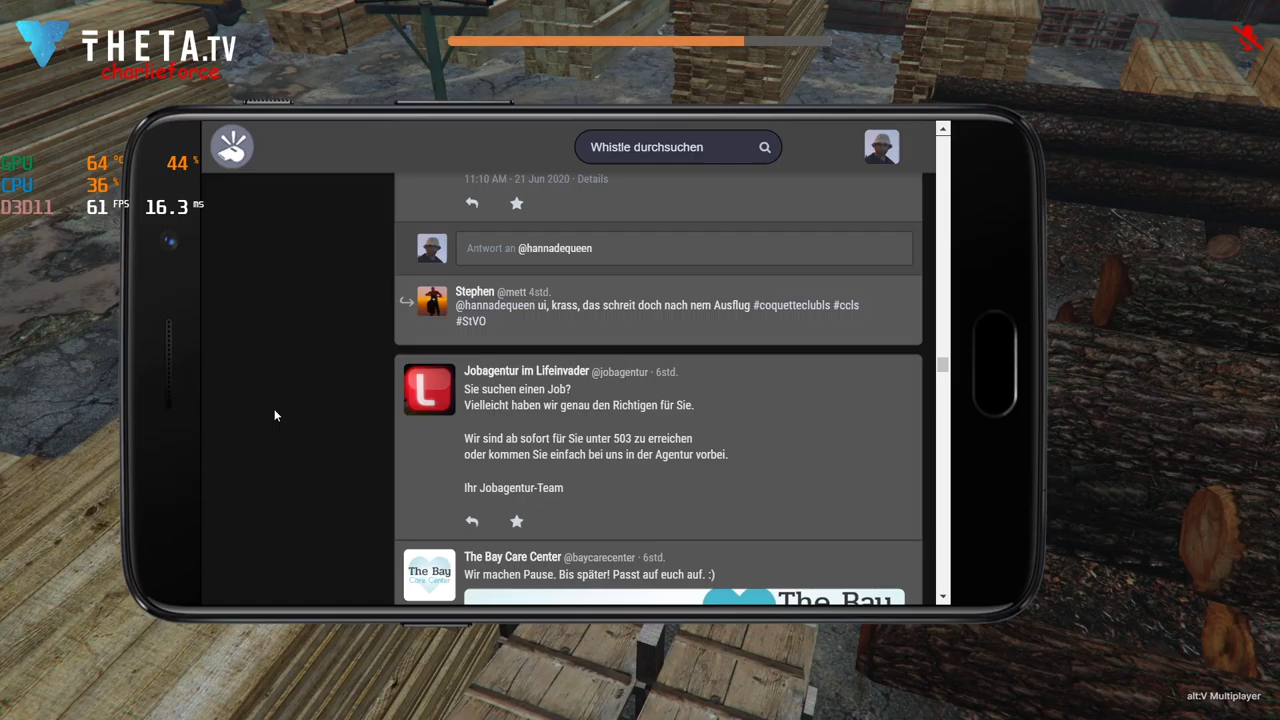 THETA.TV
charlieforce
GPU 64 °C 44 %
CPU 36 %
D3D11 61 FPS 16.3 ms
Whistle durchsuchen
11:10 AM - 21 Jun 2020 · Details
Antwort an @hannadequeen
Stephen @mett 4std.
@hannadequeen ui, krass, das schreit doch nach nem Ausflug #coquetteclubls #ccls
#StVO
Jobagentur im Lifeinvader @jobagentur · 6std.
Sie suchen einen Job?
Vielleicht haben wir genau den Richtigen für Sie.
Wir sind ab sofort für Sie unter 503 zu erreichen
oder kommen Sie einfach bei uns in der Agentur vorbei.
Ihr Jobagentur-Team
The Bay Care Center @baycarecenter · 6std.
Wir machen Pause. Bis später! Passt auf euch auf. :)
The Bay
Care Center
The Bay
alt:V Multiplayer